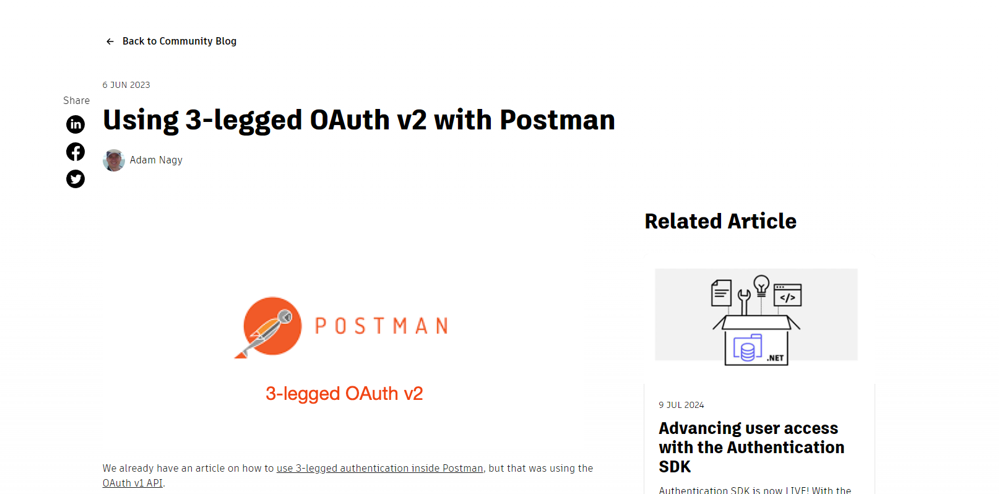 Back to Community Blog
6 JUN 2023
Share
Using 3-legged OAuth v2 with Postman
Adam Nagy
POSTMAN
3-legged OAuth v2
We already have an article on how to use 3-legged authentication inside Postman, but that was using the
OAuth v1 API.
Related Article
</>
.NET
9 JUL 2024
Advancing user access
with the Authentication
SDK
Authentication SDK is now LIVE! With the